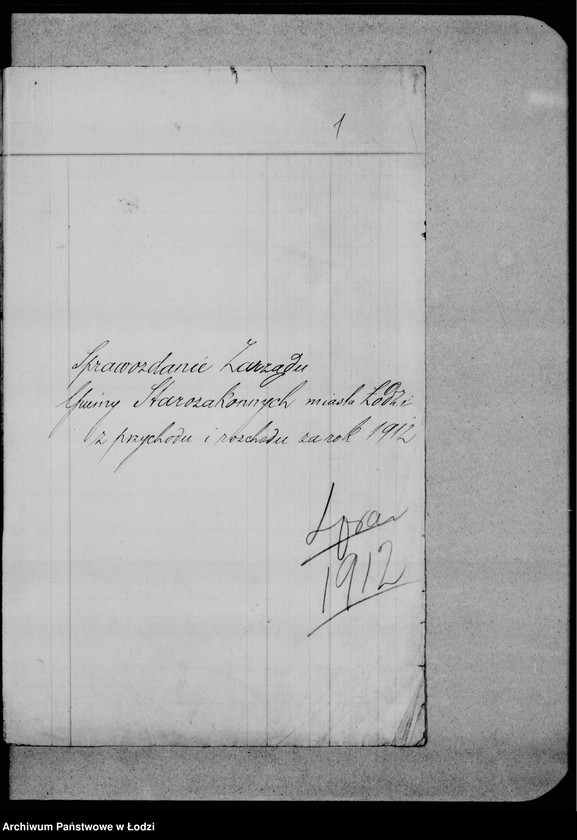 1
Sprawozdanie Zarządu
Gminy Starozakonnych miasta Łodzi
z przychodu i rozchodu za rok 1912
1912
Archiwum Państwowe w Łodzi